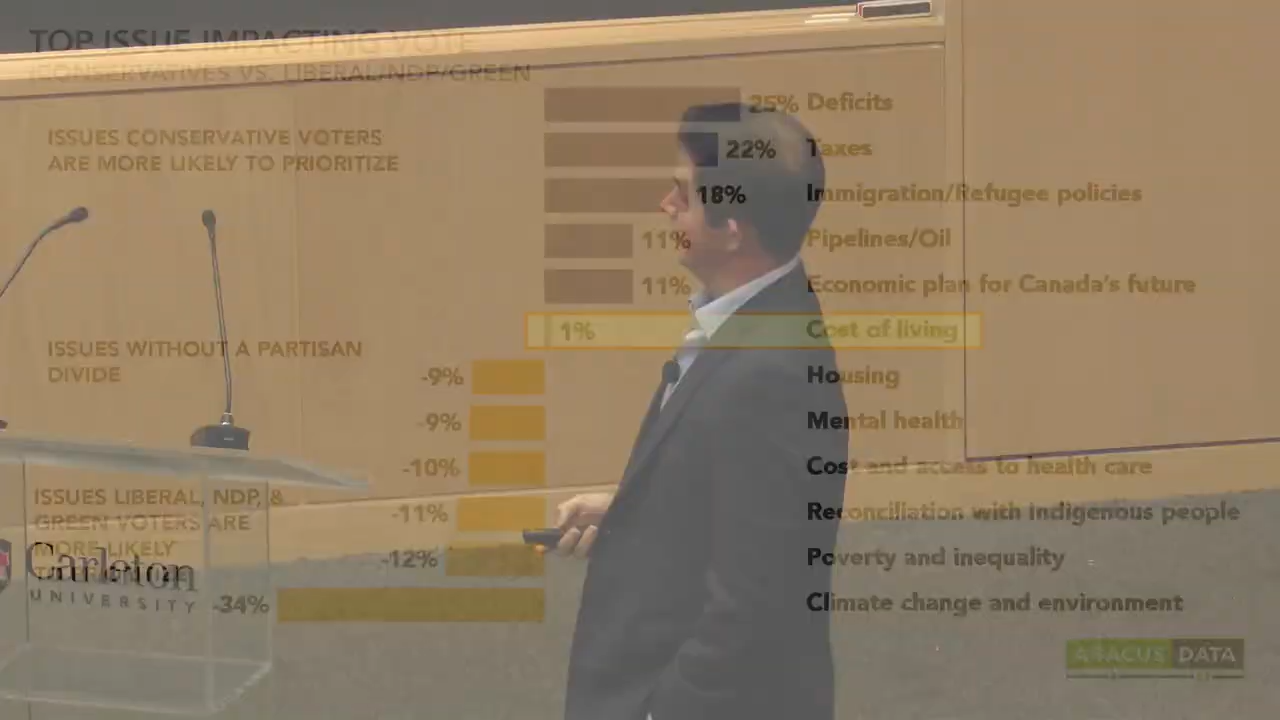 TOP ISSUE IMPACTING VOTE
(CONSERVATIVES VS. LIBERAL/NDP/GREEN
ISSUES CONSERVATIVE VOTERS
ARE MORE LIKELY TO PRIORITIZE
25% Deficits
22% Taxes
18% Immigration/Refugee policies
11% Pipelines/Oil
11% Economic plan for Canada's future
1% Cost of living
ISSUES WITHOUT A PARTISAN
DIVIDE
-9% Housing
-9% Mental health
-10% Cost and access to health care
ISSUES LIBERAL, NDP, &
GREEN VOTERS ARE
MORE LIKELY
-11% Reconciliation with Indigenous people
-12% Poverty and inequality
-34% Climate change and environment
Carleton
UNIVERSITY
ABACUS DATA